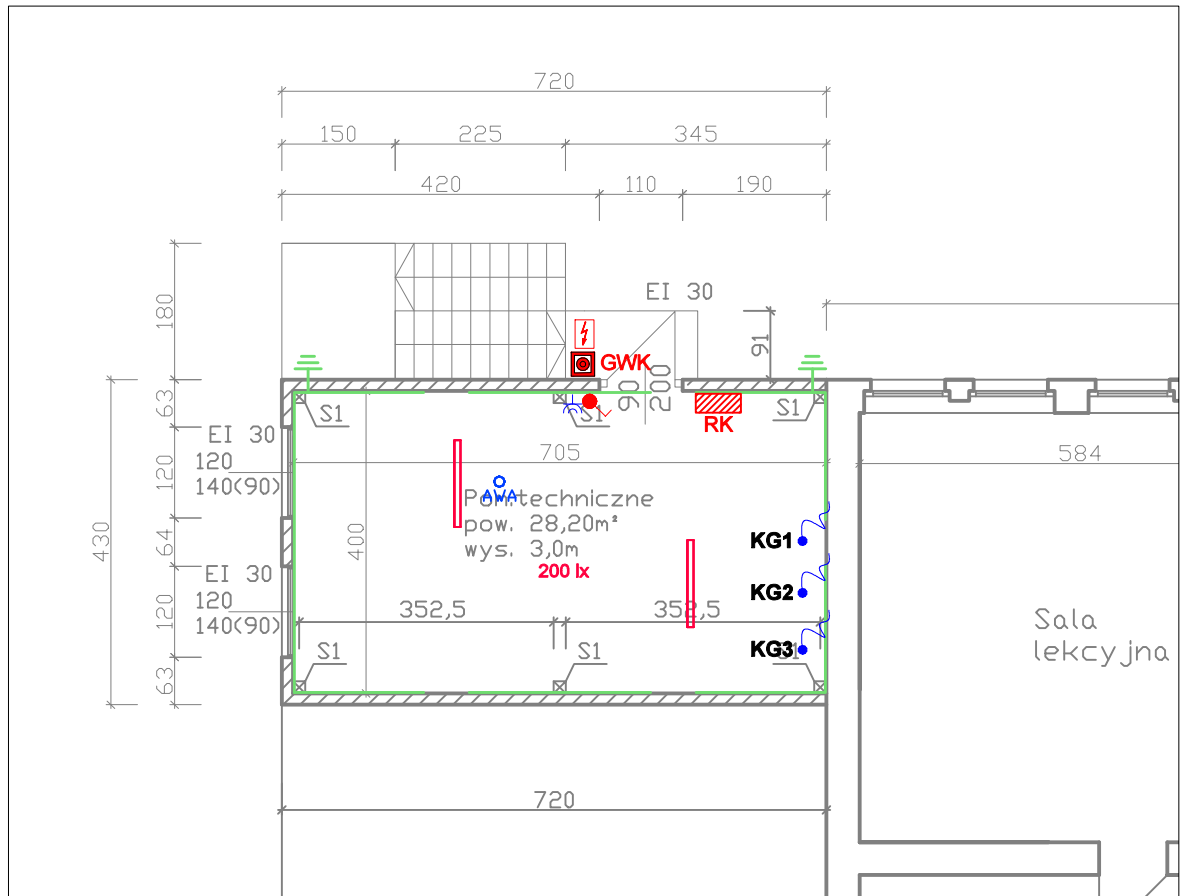 720
150 225 345
420 110 190
EI 30
180
91
GWK
90
200
63
S1
S1
S1
RK
EI 30
120
140(90)
120
705
584
AWA
Pom.techniczne
pow. 28,20m²
wys. 3,0m
200 lx
430
64
400
KG1
EI 30
120
140(90)
120
KG2
352,5
352,5
Sala
lekcyjna
S1
S1
KG3
S1
63
720